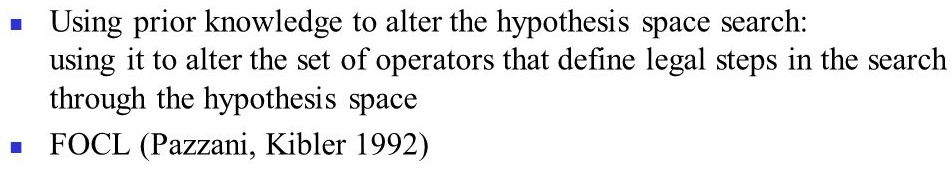 ▪ Using prior knowledge to alter the hypothesis space search:
using it to alter the set of operators that define legal steps in the search
through the hypothesis space
▪ FOCL (Pazzani, Kibler 1992)